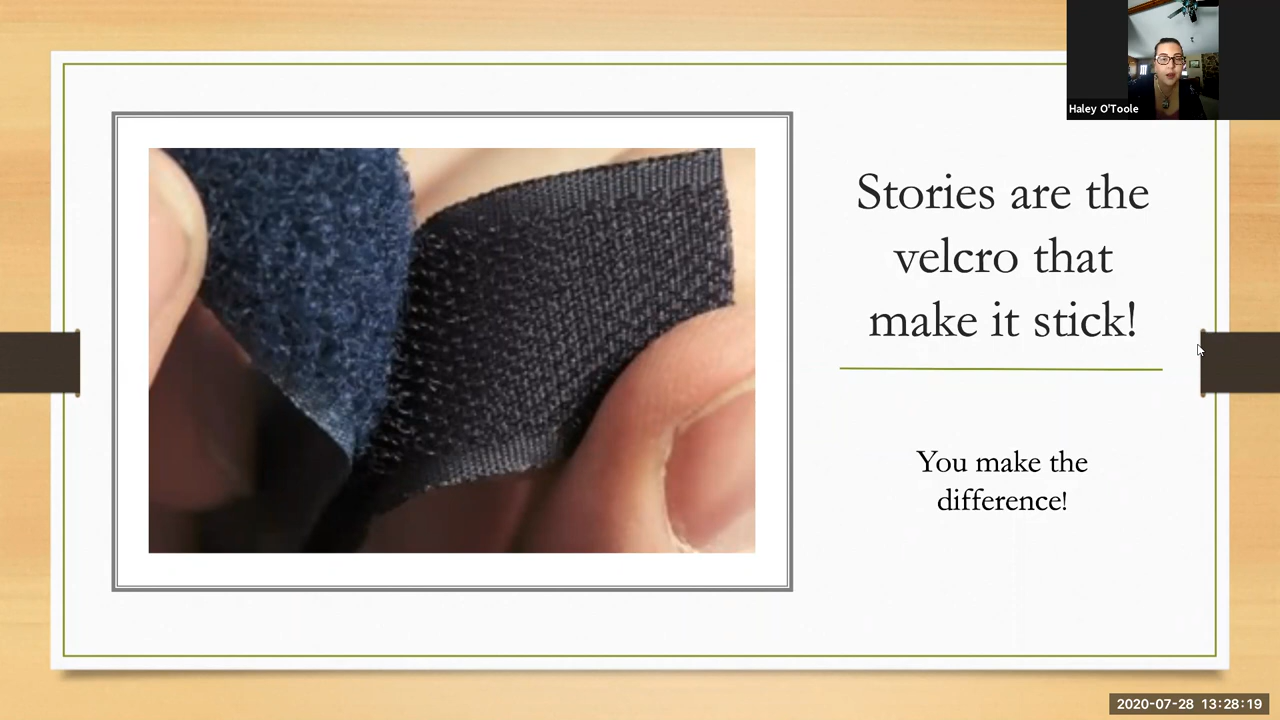 Haley O'Toole
Stories are the
velcro that
make it stick!
You make the
difference!
2020-07-28 13:28:19